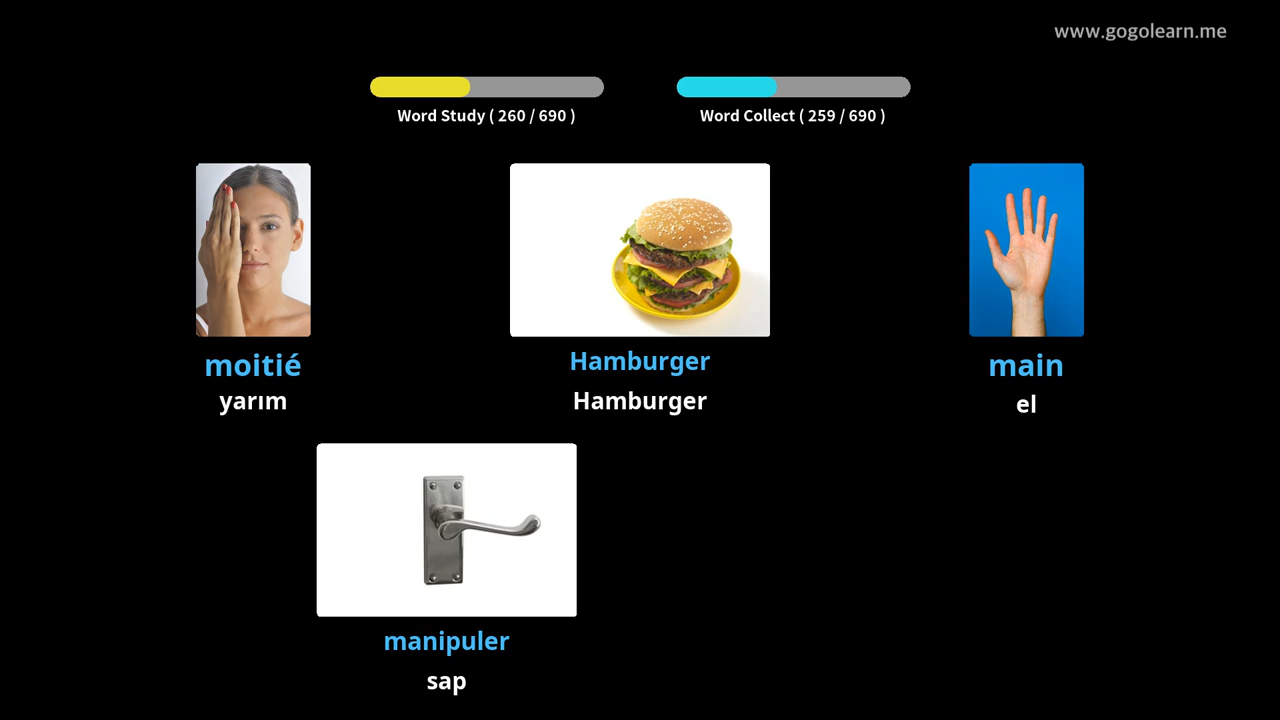 www.gogolearn.me
Word Study ( 260 / 690 )
Word Collect ( 259 / 690 )
moitié
yarım
Hamburger
Hamburger
main
el
manipuler
sap